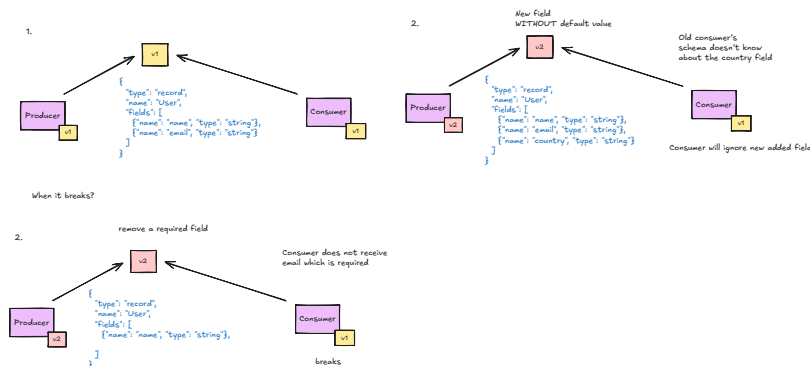 1.
v1
{
"type": "record",
"name": "User",
"fields": [
{"name": "name", "type": "string"},
{"name": "email", "type": "string"}
]
}
Producer
v1
Consumer
v1
2.
New field
WITHOUT default value
v2
Old consumer's
schema doesn't know
about the country field
{
"type": "record",
"name": "User",
"fields": [
{"name": "name", "type": "string"},
{"name": "email", "type": "string"},
{"name": "country", "type": "string"}
]
}
Producer
v2
Consumer
v1
Consumer will ignore new added field
When it breaks?
2.
remove a required field
v2
Consumer does not receive
email which is required
{
"type": "record",
"name": "User",
"fields": [
{"name": "name", "type": "string"},
]
}
Producer
v2
Consumer
v1
breaks